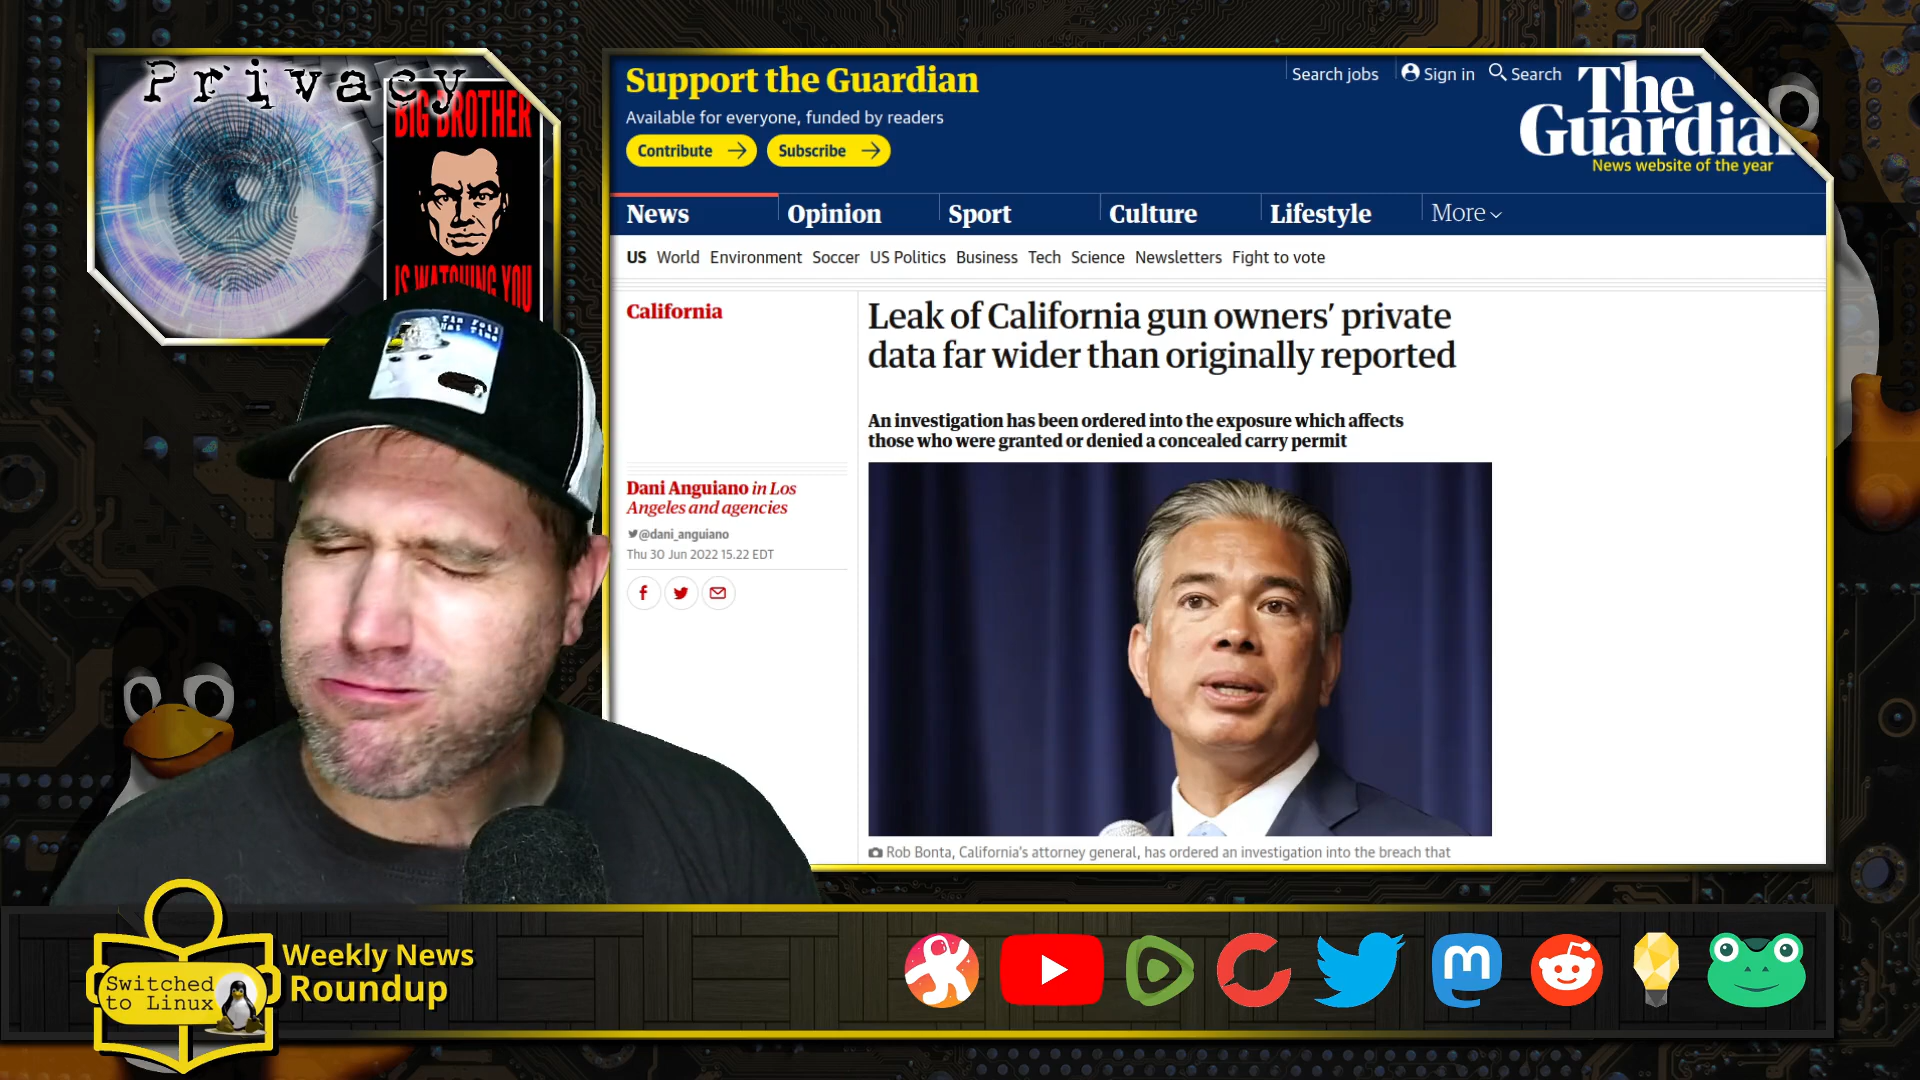 Privacy
BIG BROTHER
IS WATCHING YOU
Tin Foil
Hat Time
Support the Guardian
Available for everyone, funded by readers
Contribute
Subscribe
Search jobs
Sign in
Search
The
Guardian
News website of the year
News
Opinion
Sport
Culture
Lifestyle
More
US World Environment Soccer US Politics Business Tech Science Newsletters Fight to vote
California
Leak of California gun owners’ private
data far wider than originally reported
An investigation has been ordered into the exposure which affects
those who were granted or denied a concealed carry permit
Dani Anguiano in Los
Angeles and agencies
@dani_anguiano
Thu 30 Jun 2022 15.22 EDT
Rob Bonta, California’s attorney general, has ordered an investigation into the breach that
Switched
to Linux
Weekly News
Roundup